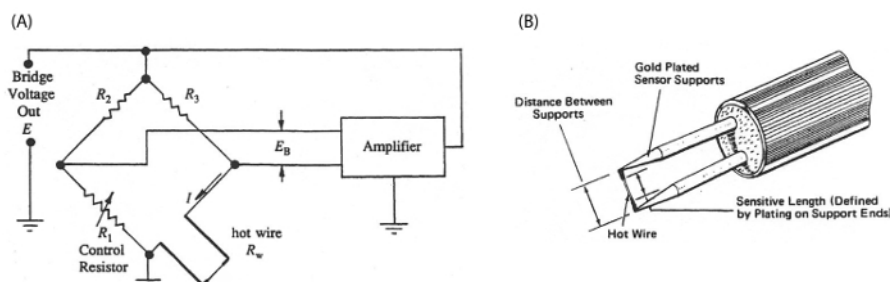 (A)
Bridge
Voltage
Out
E
R2
R3
EB
Amplifier
I
R1
Control
Resistor
hot wire
Rw
(B)
Gold Plated
Sensor Supports
Distance Between
Supports
Sensitive Length (Defined
by Plating on Support Ends)
Hot Wire